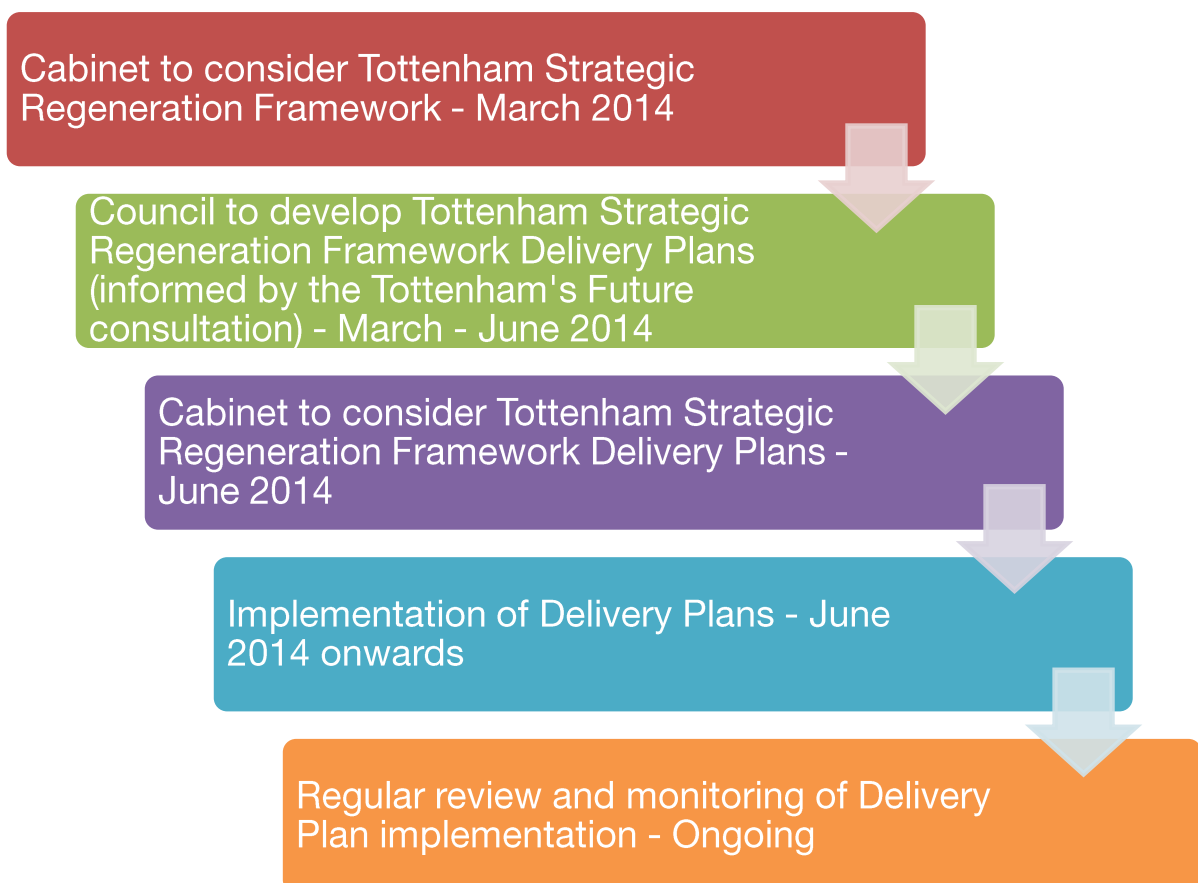 Cabinet to consider Tottenham Strategic
Regeneration Framework - March 2014
Council to develop Tottenham Strategic
Regeneration Framework Delivery Plans
(informed by the Tottenham's Future
consultation) - March - June 2014
Cabinet to consider Tottenham Strategic
Regeneration Framework Delivery Plans -
June 2014
Implementation of Delivery Plans - June
2014 onwards
Regular review and monitoring of Delivery
Plan implementation - Ongoing